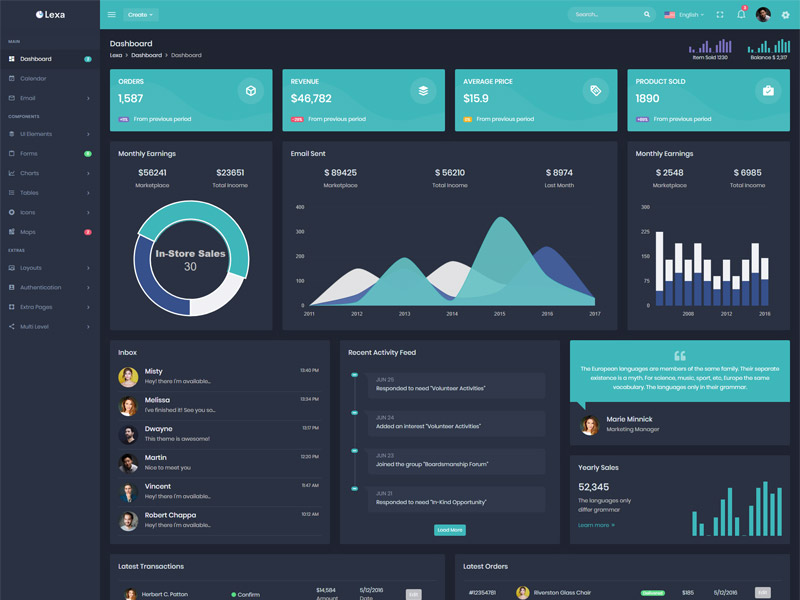 Lexa
Create
Search...
English
MAIN
Dashboard
Calendar
Email
COMPONENTS
UI Elements
Forms
Charts
Tables
Icons
Maps
EXTRAS
Layouts
Authentication
Extra Pages
Multi Level
Dashboard
Lexa > Dashboard > Dashboard
Item Sold 1230
Balance $ 2,317
ORDERS
1,587
From previous period
REVENUE
$46,782
From previous period
AVERAGE PRICE
$15.9
From previous period
PRODUCT SOLD
1890
From previous period
Monthly Earnings
$56241 $23651
Marketplace Total Income
In-Store Sales
30
Email Sent
$ 89425 $ 56210 $ 8974
Marketplace Total Income Last Month
400
300
200
100
0
2011 2012 2013 2014 2015 2016 2017
Monthly Earnings
$ 2548 $ 6985
Marketplace Total Income
300
225
150
75
0
2008 2012 2016
Inbox
Misty 13:40 PM
Hey! there I'm available...
Melissa 13:34 PM
I've finished it! See you so...
Dwayne 13:17 PM
This theme is awesome!
Martin 12:20 PM
Nice to meet you
Vincent 11:47 AM
Hey! there I'm available...
Robert Chappa 10:12 AM
Hey! there I'm available...
Recent Activity Feed
JUN 25
Responded to need "Volunteer Activities"
JUN 24
Added an interest "Volunteer Activities"
JUN 23
Joined the group "Boardsmanship Forum"
JUN 21
Responded to need "In-Kind Opportunity"
Load More
The European languages are members of the same family. Their separate
existence is a myth. For science, music, sport, etc, Europe the same
vocabulary. The languages only in their grammar.
Marie Minnick
Marketing Manager
Yearly Sales
52,345
The languages only
differ grammar
Learn more
Latest Transactions
Herbert C. Patton Confirm $14,584 5/12/2016 Edit
Amount Date
Latest Orders
#12354781 Riverston Glass Chair Delivered $185 5/12/2016 Edit